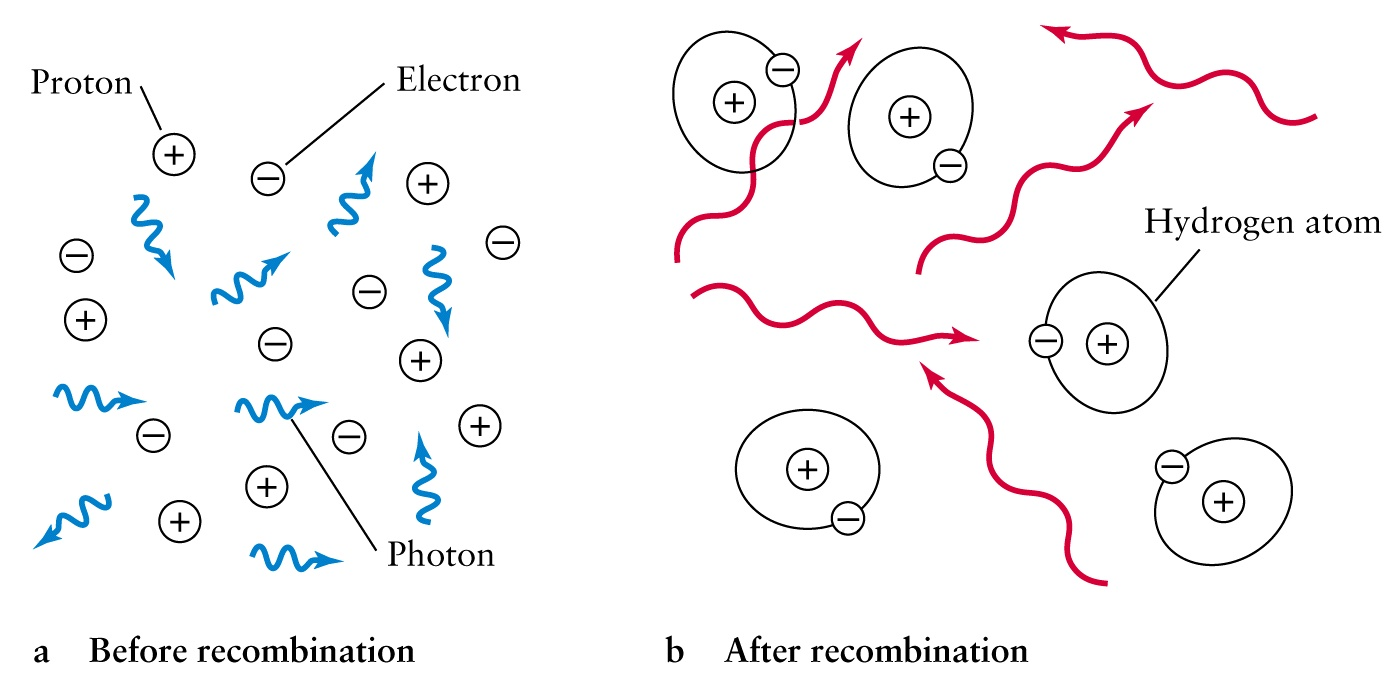 Proton
Electron
Photon
a Before recombination
Hydrogen atom
b After recombination